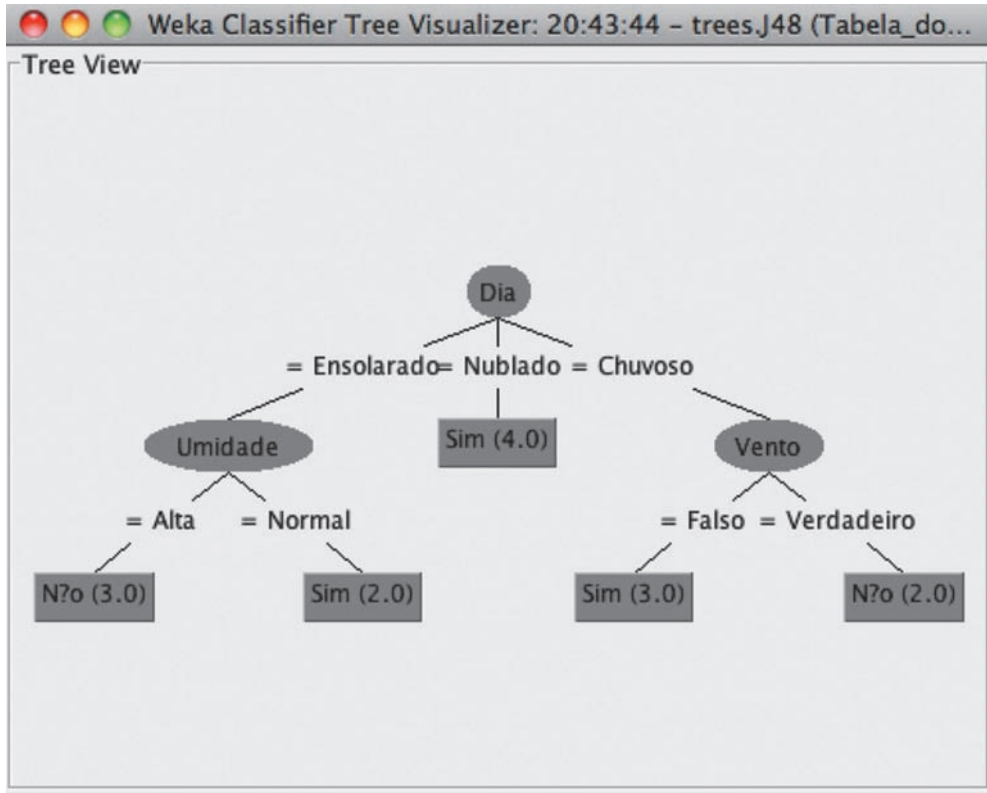 Weka Classifier Tree Visualizer: 20:43:44 – trees.J48 (Tabela_do...
Tree View
Dia
= Ensolarado
= Nublado
= Chuvoso
Umidade
Sim (4.0)
Vento
= Alta
= Normal
= Falso
= Verdadeiro
N?o (3.0)
Sim (2.0)
Sim (3.0)
N?o (2.0)